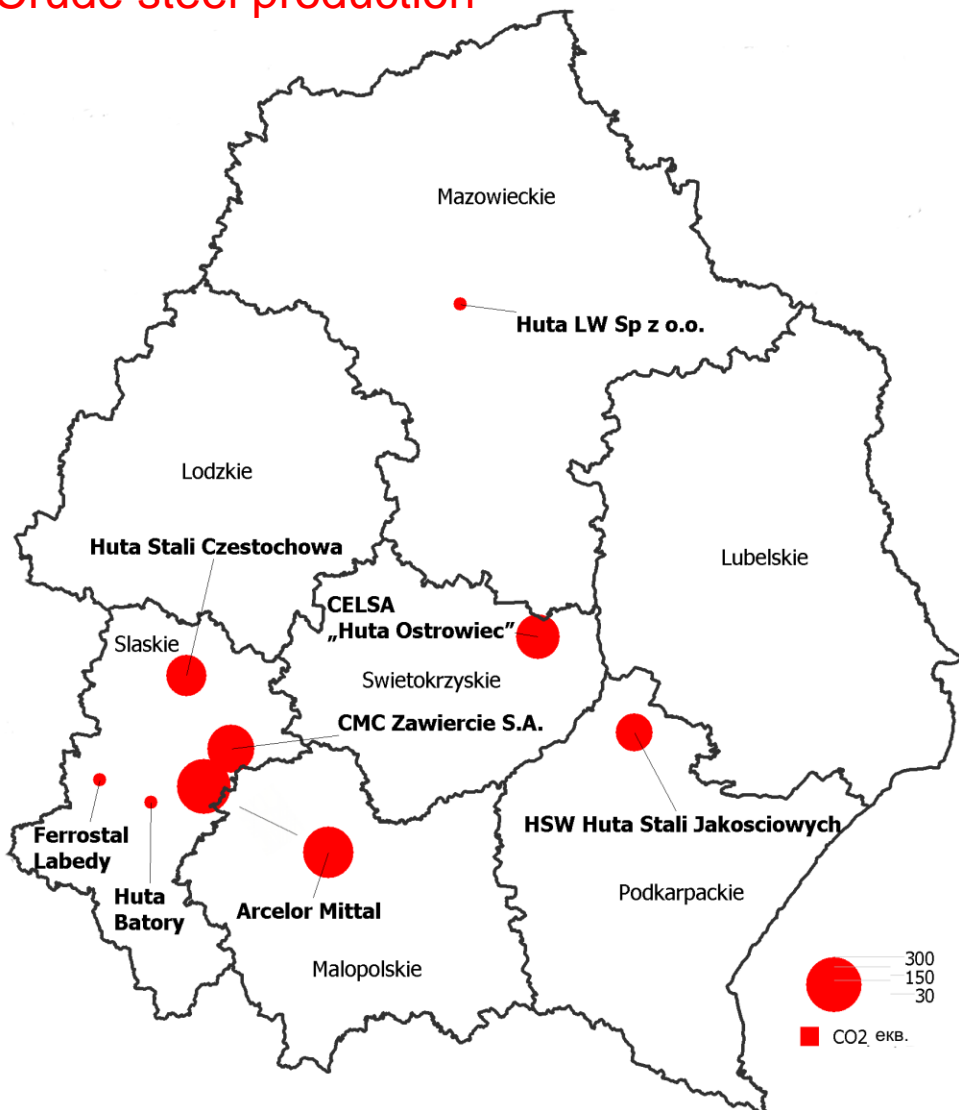 Crude steel production
Mazowieckie
Huta LW Sp z o.o.
Lodzkie
Huta Stali Czestochowa
Lubelskie
CELSA
„Huta Ostrowiec”
Slaskie
Swietokrzyskie
CMC Zawiercie S.A.
HSW Huta Stali Jakosciowych
Ferrostal
Labedy
Huta
Batory
Arcelor Mittal
Podkarpackie
Malopolskie
300
150
30
CO2 екв.